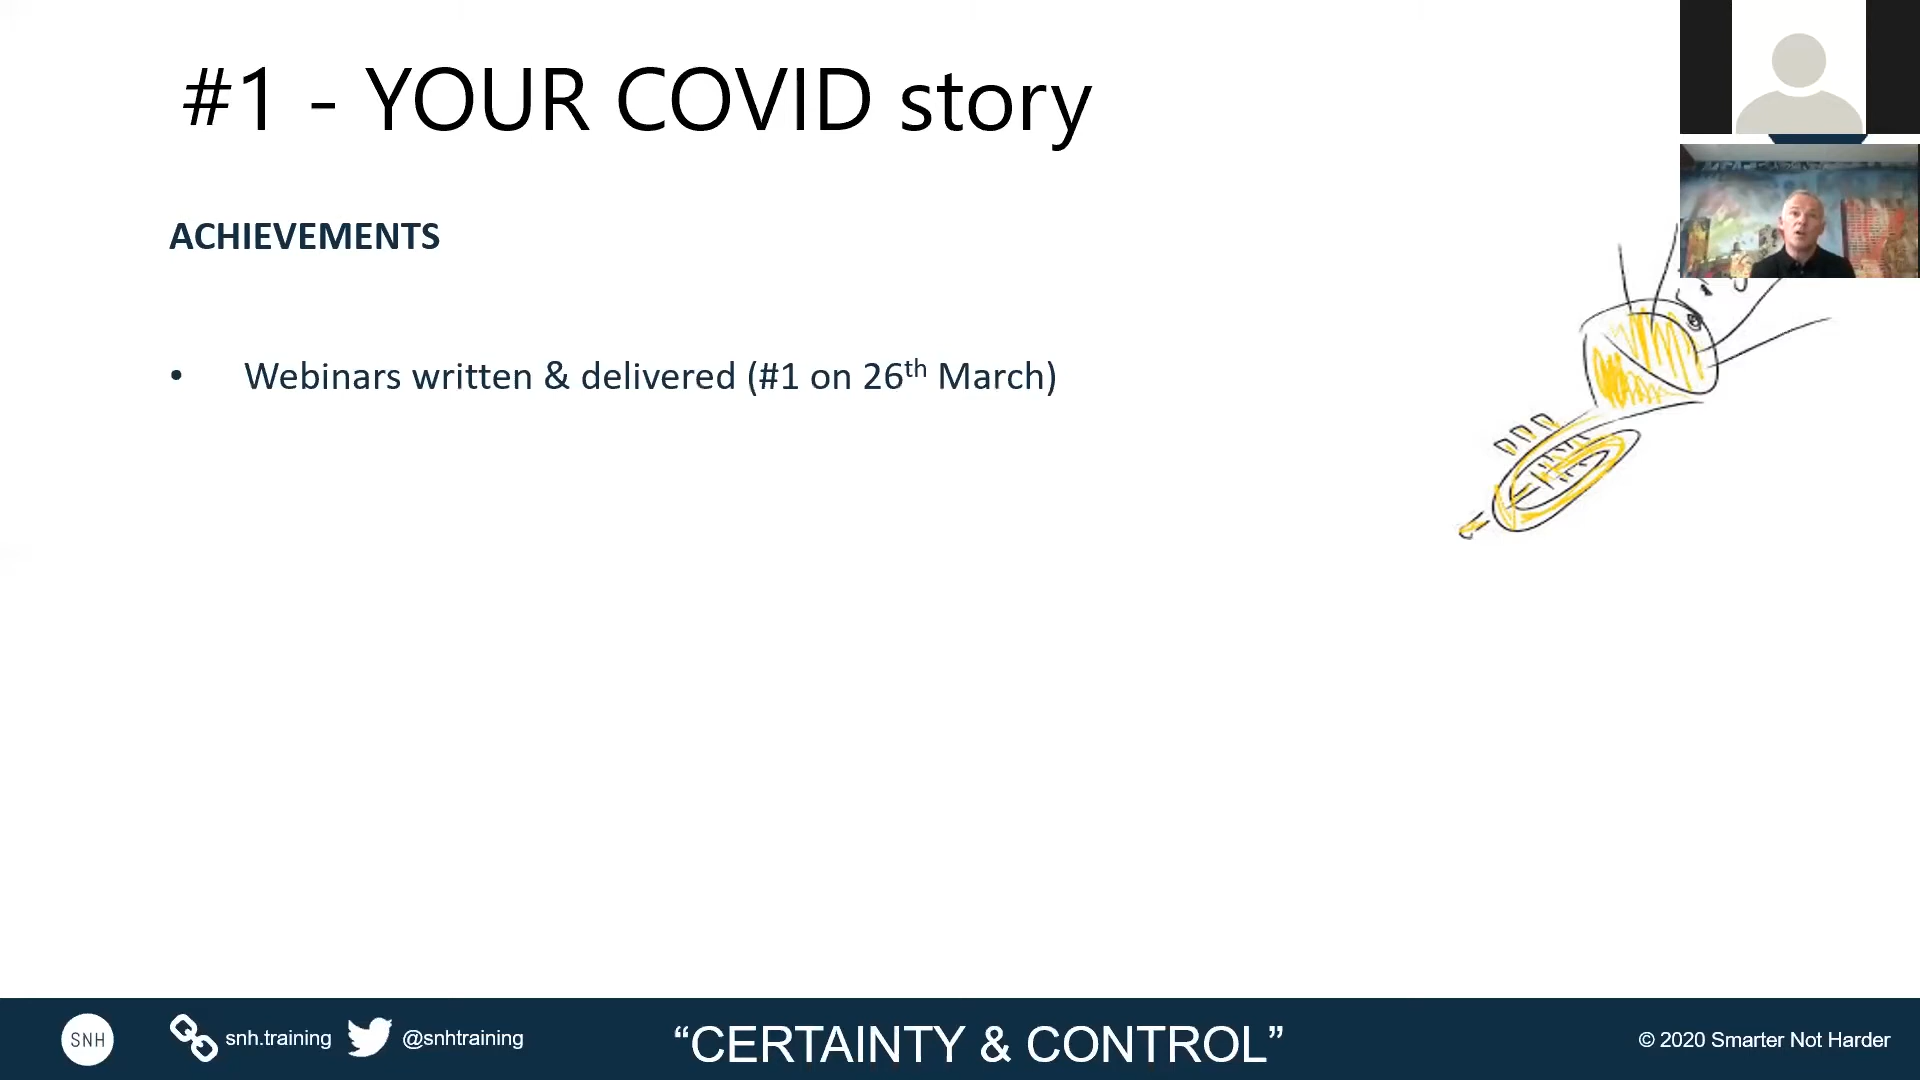 #1 - YOUR COVID story
ACHIEVEMENTS
• Webinars written & delivered (#1 on 26th March)
SNH
snh.training
@snhtraining
“CERTAINTY & CONTROL”
© 2020 Smarter Not Harder